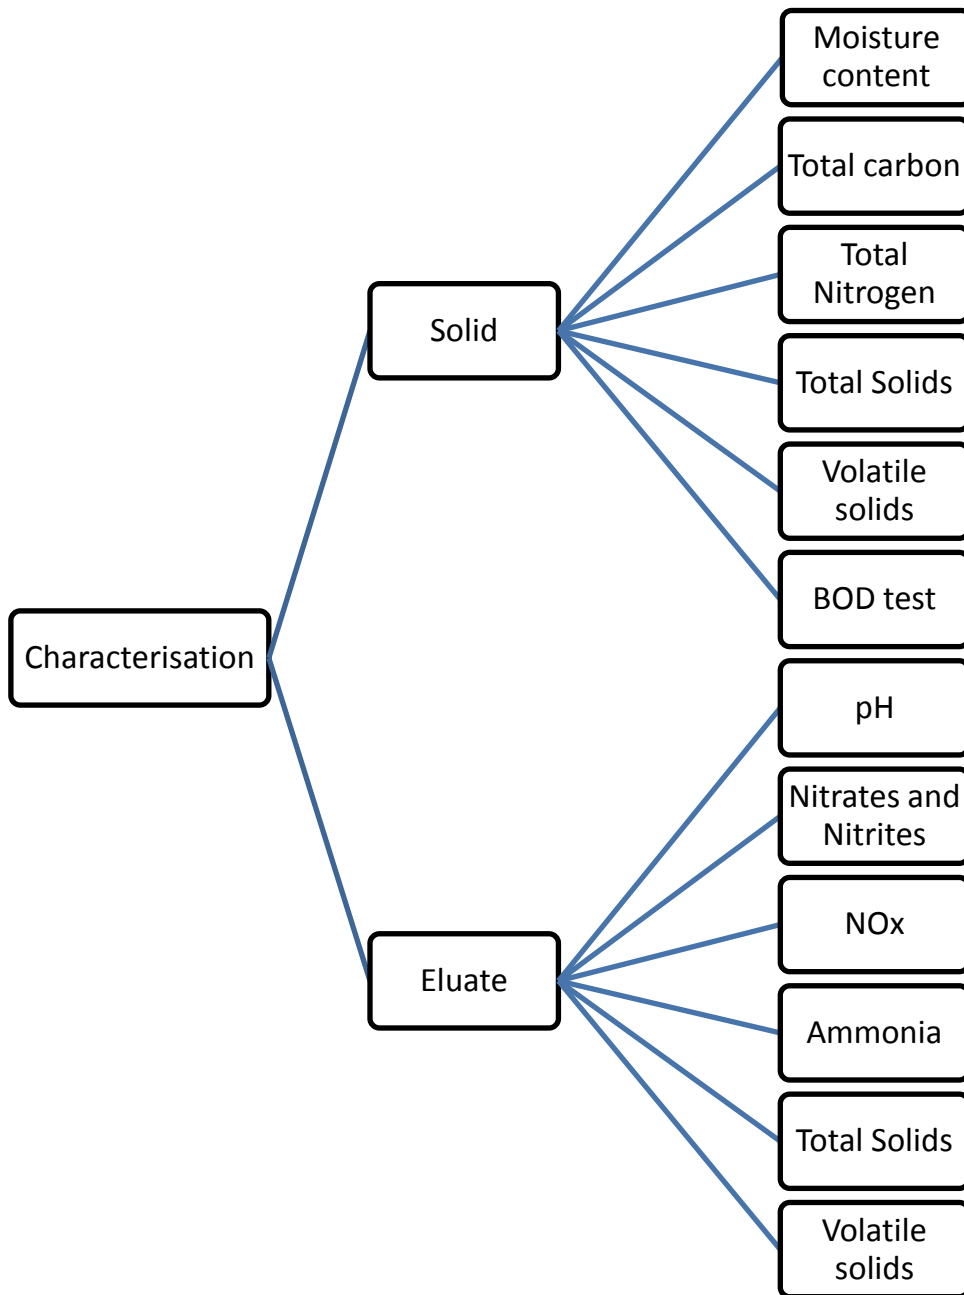 Moisture
content
Total carbon
Total
Nitrogen
Solid
Total Solids
Volatile
solids
BOD test
Characterisation
pH
Nitrates and
Nitrites
NOx
Eluate
Ammonia
Total Solids
Volatile
solids